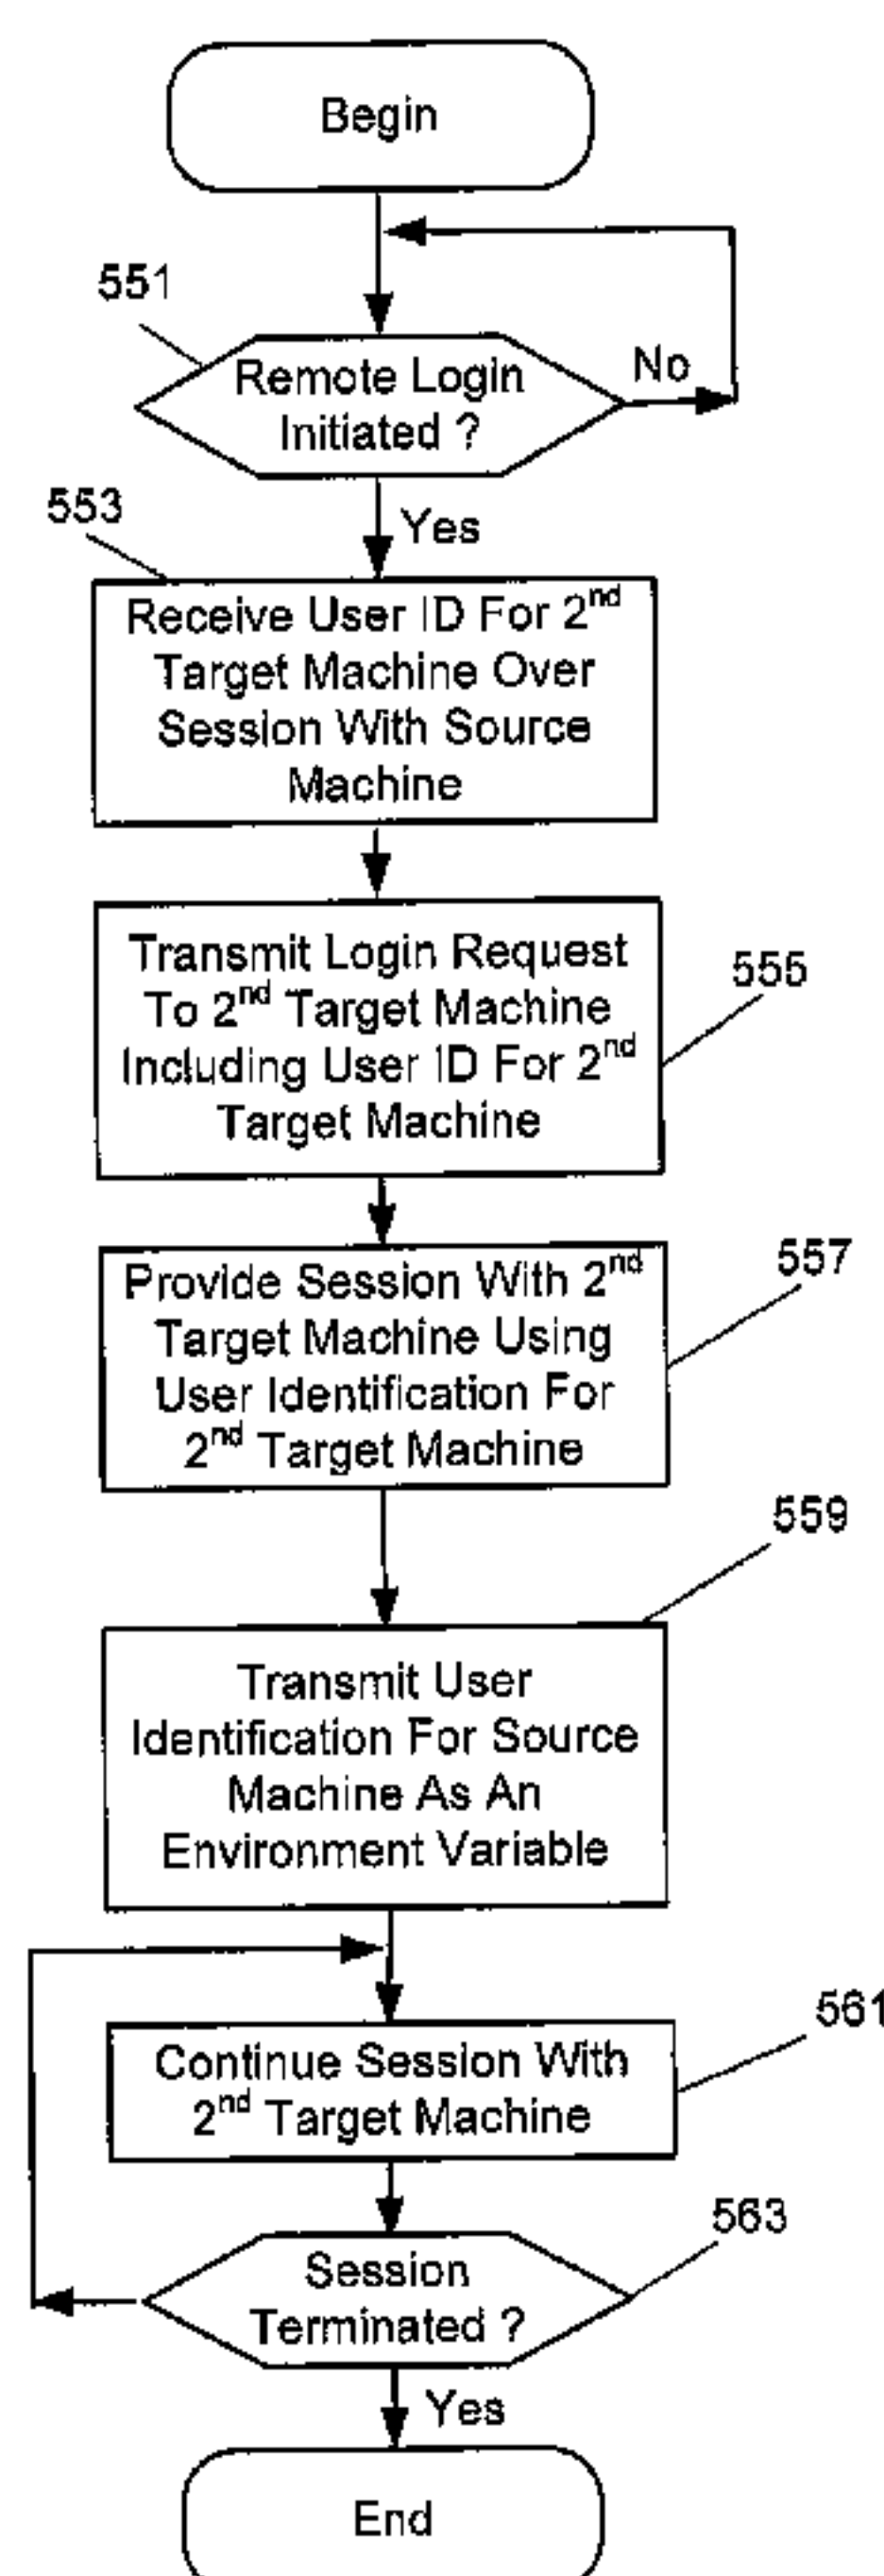 Begin
551
Remote Login
Initiated ?
No
Yes
553
Receive User ID For 2nd
Target Machine Over
Session With Source
Machine
Transmit Login Request
To 2nd Target Machine
Including User ID For 2nd
Target Machine
555
Provide Session With 2nd
Target Machine Using
User Identification For
2nd Target Machine
557
559
Transmit User
Identification For Source
Machine As An
Environment Variable
561
Continue Session With
2nd Target Machine
563
Session
Terminated ?
Yes
End